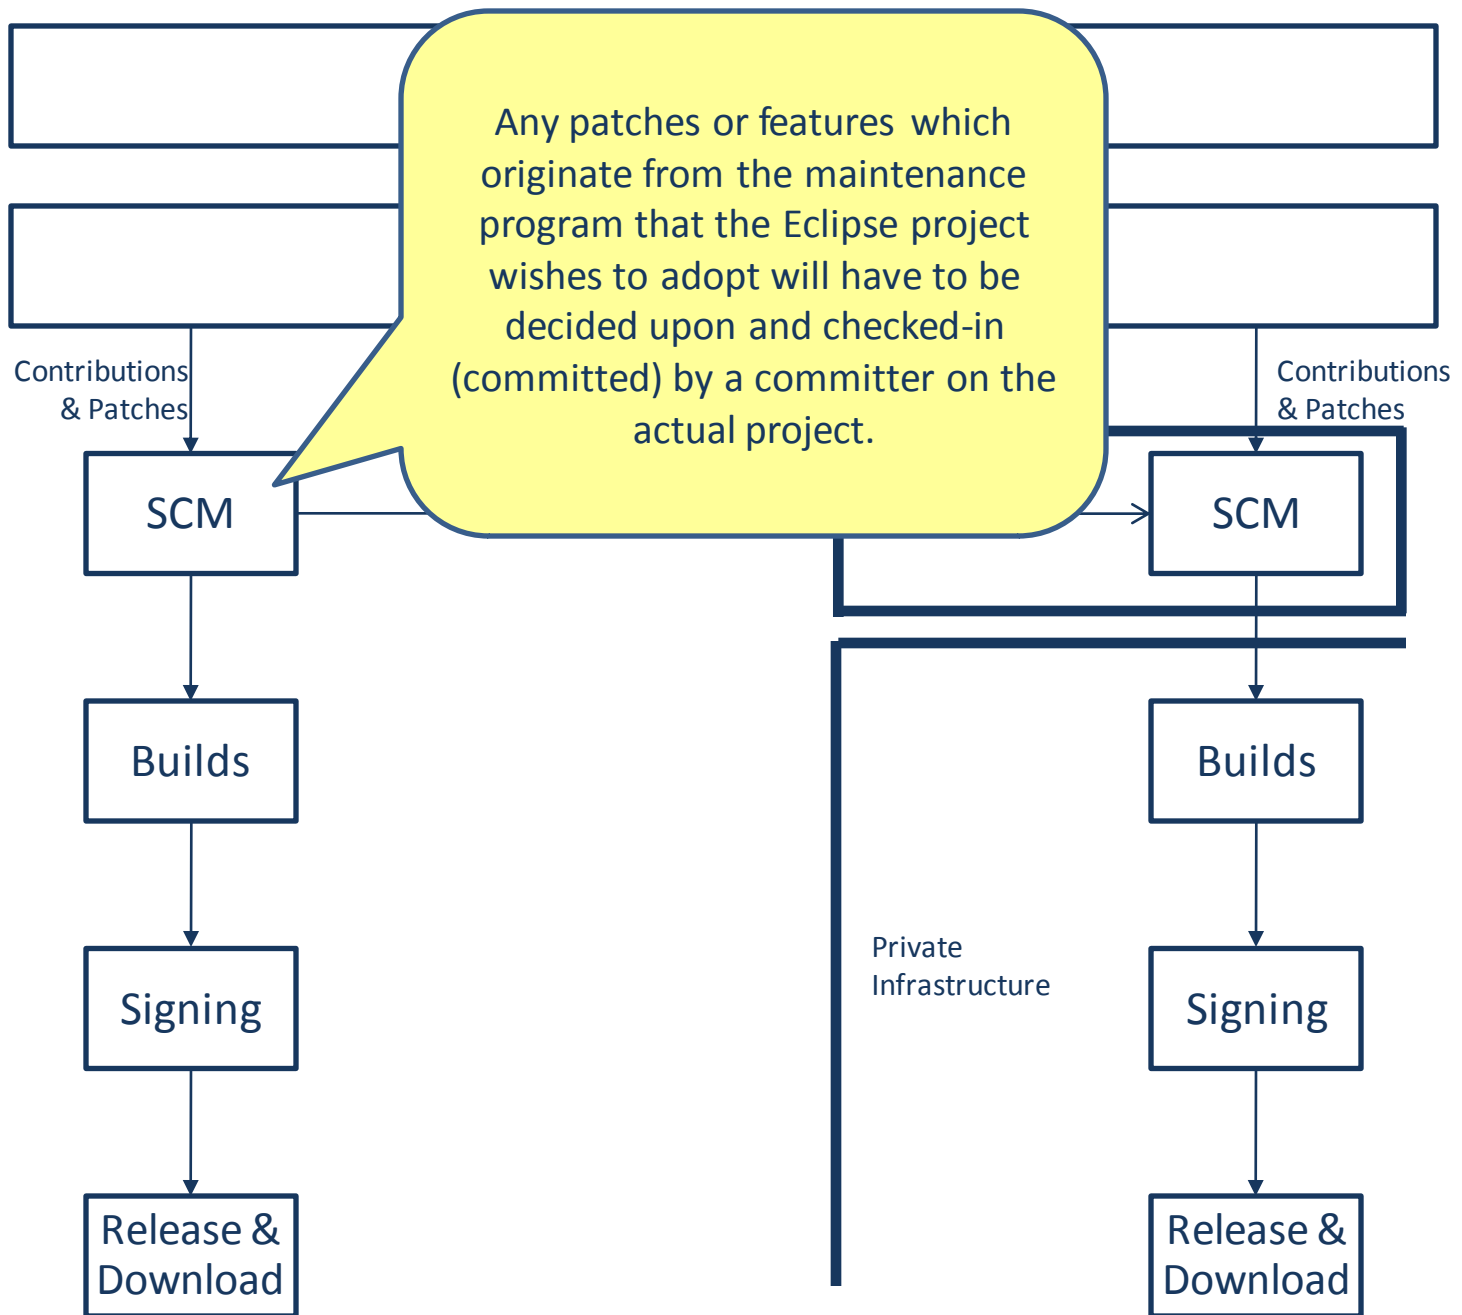 Any patches or features which
originate from the maintenance
program that the Eclipse project
wishes to adopt will have to be
decided upon and checked-in
(committed) by a committer on the
actual project.
Contributions
& Patches
Contributions
& Patches
SCM
SCM
Builds
Builds
Private
Infrastructure
Signing
Signing
Release &
Download
Release &
Download